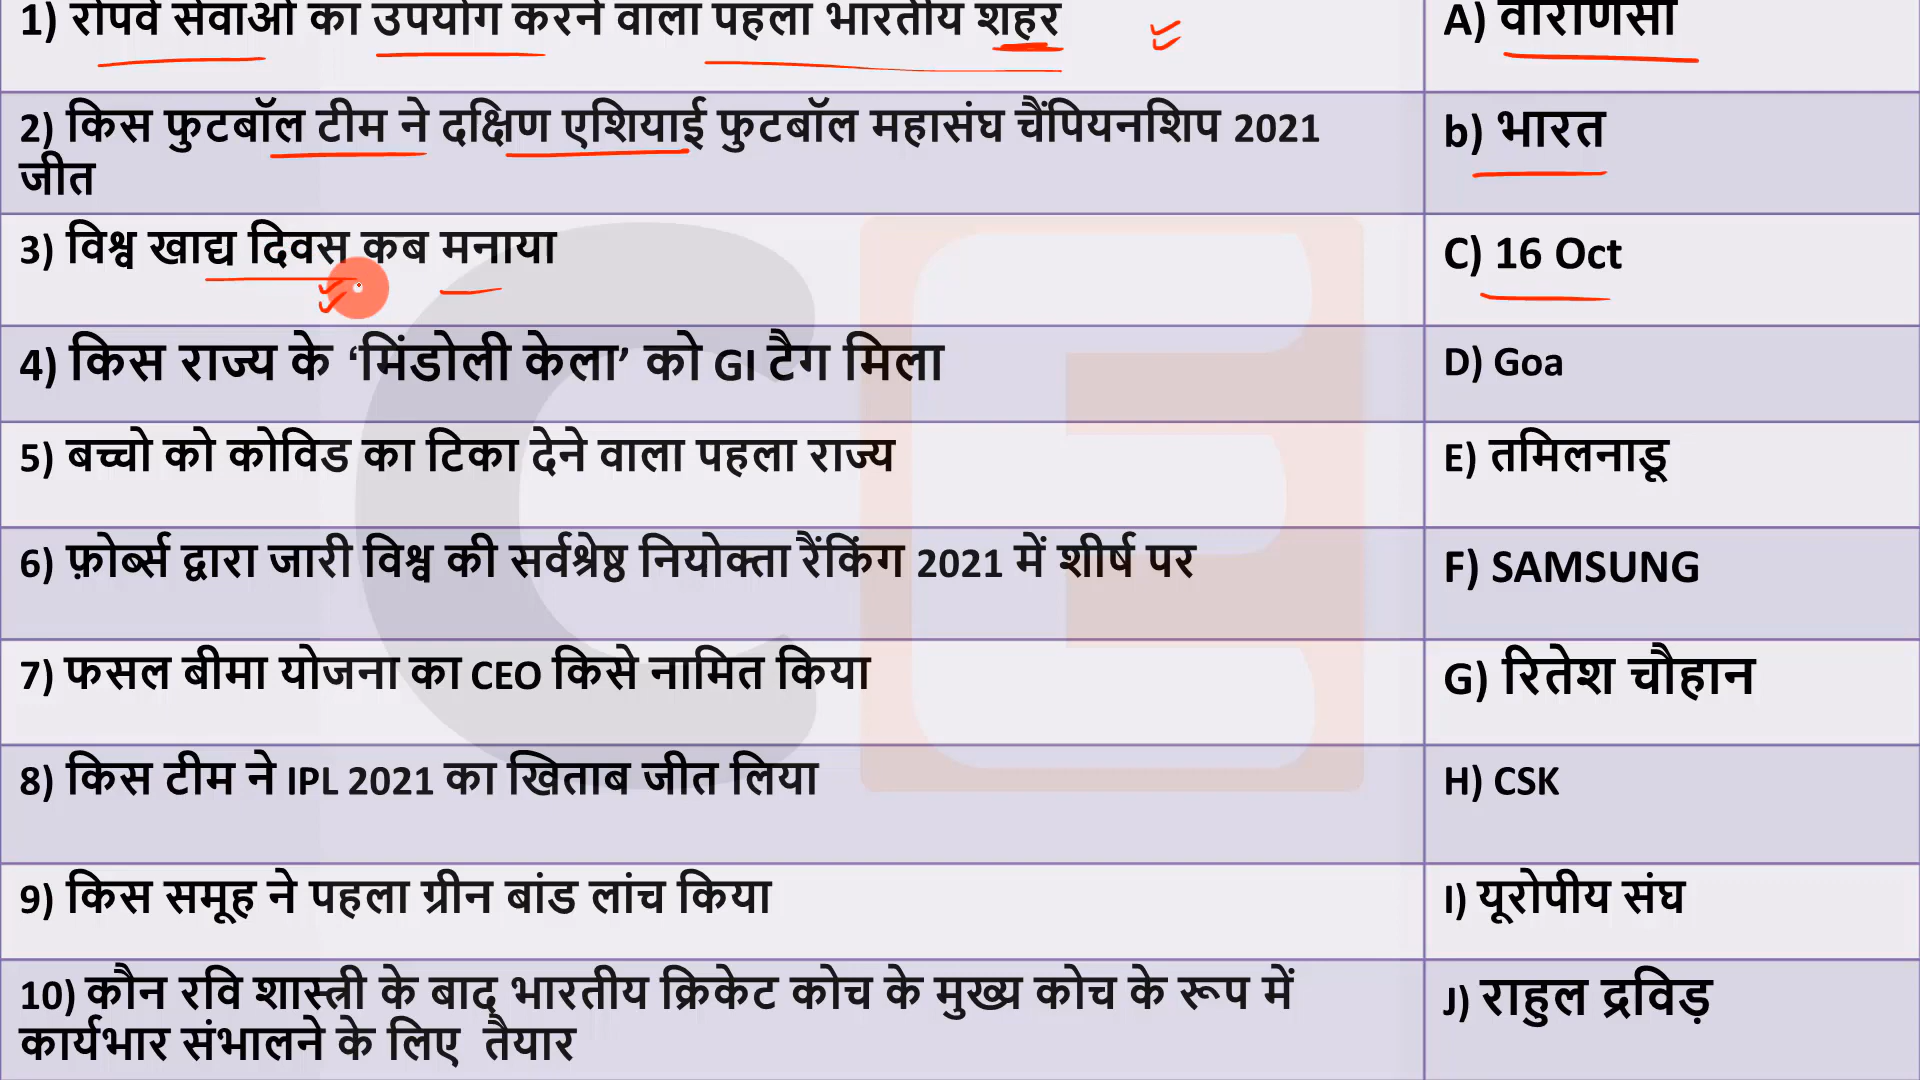 1) रोपवे सेवाओं का उपयोग करने वाला पहला भारतीय शहर
A) वाराणसी
2) किस फुटबॉल टीम ने दक्षिण एशियाई फुटबॉल महासंघ चैंपियनशिप 2021
जीत
b) भारत
3) विश्व खाद्य दिवस कब मनाया
C) 16 Oct
4) किस राज्य के ‘मिंडोली केला’ को GI टैग मिला
D) Goa
5) बच्चो को कोविड का टिका देने वाला पहला राज्य
E) तमिलनाडू
6) फ़ोर्ब्स द्वारा जारी विश्व की सर्वश्रेष्ठ नियोक्ता रैंकिंग 2021 में शीर्ष पर
F) SAMSUNG
7) फसल बीमा योजना का CEO किसे नामित किया
G) रितेश चौहान
8) किस टीम ने IPL 2021 का खिताब जीत लिया
H) CSK
9) किस समूह ने पहला ग्रीन बांड लांच किया
I) यूरोपीय संघ
10) कौन रवि शास्त्री के बाद भारतीय क्रिकेट कोच के मुख्य कोच के रूप में
कार्यभार संभालने के लिए तैयार
J) राहुल द्रविड़
CE